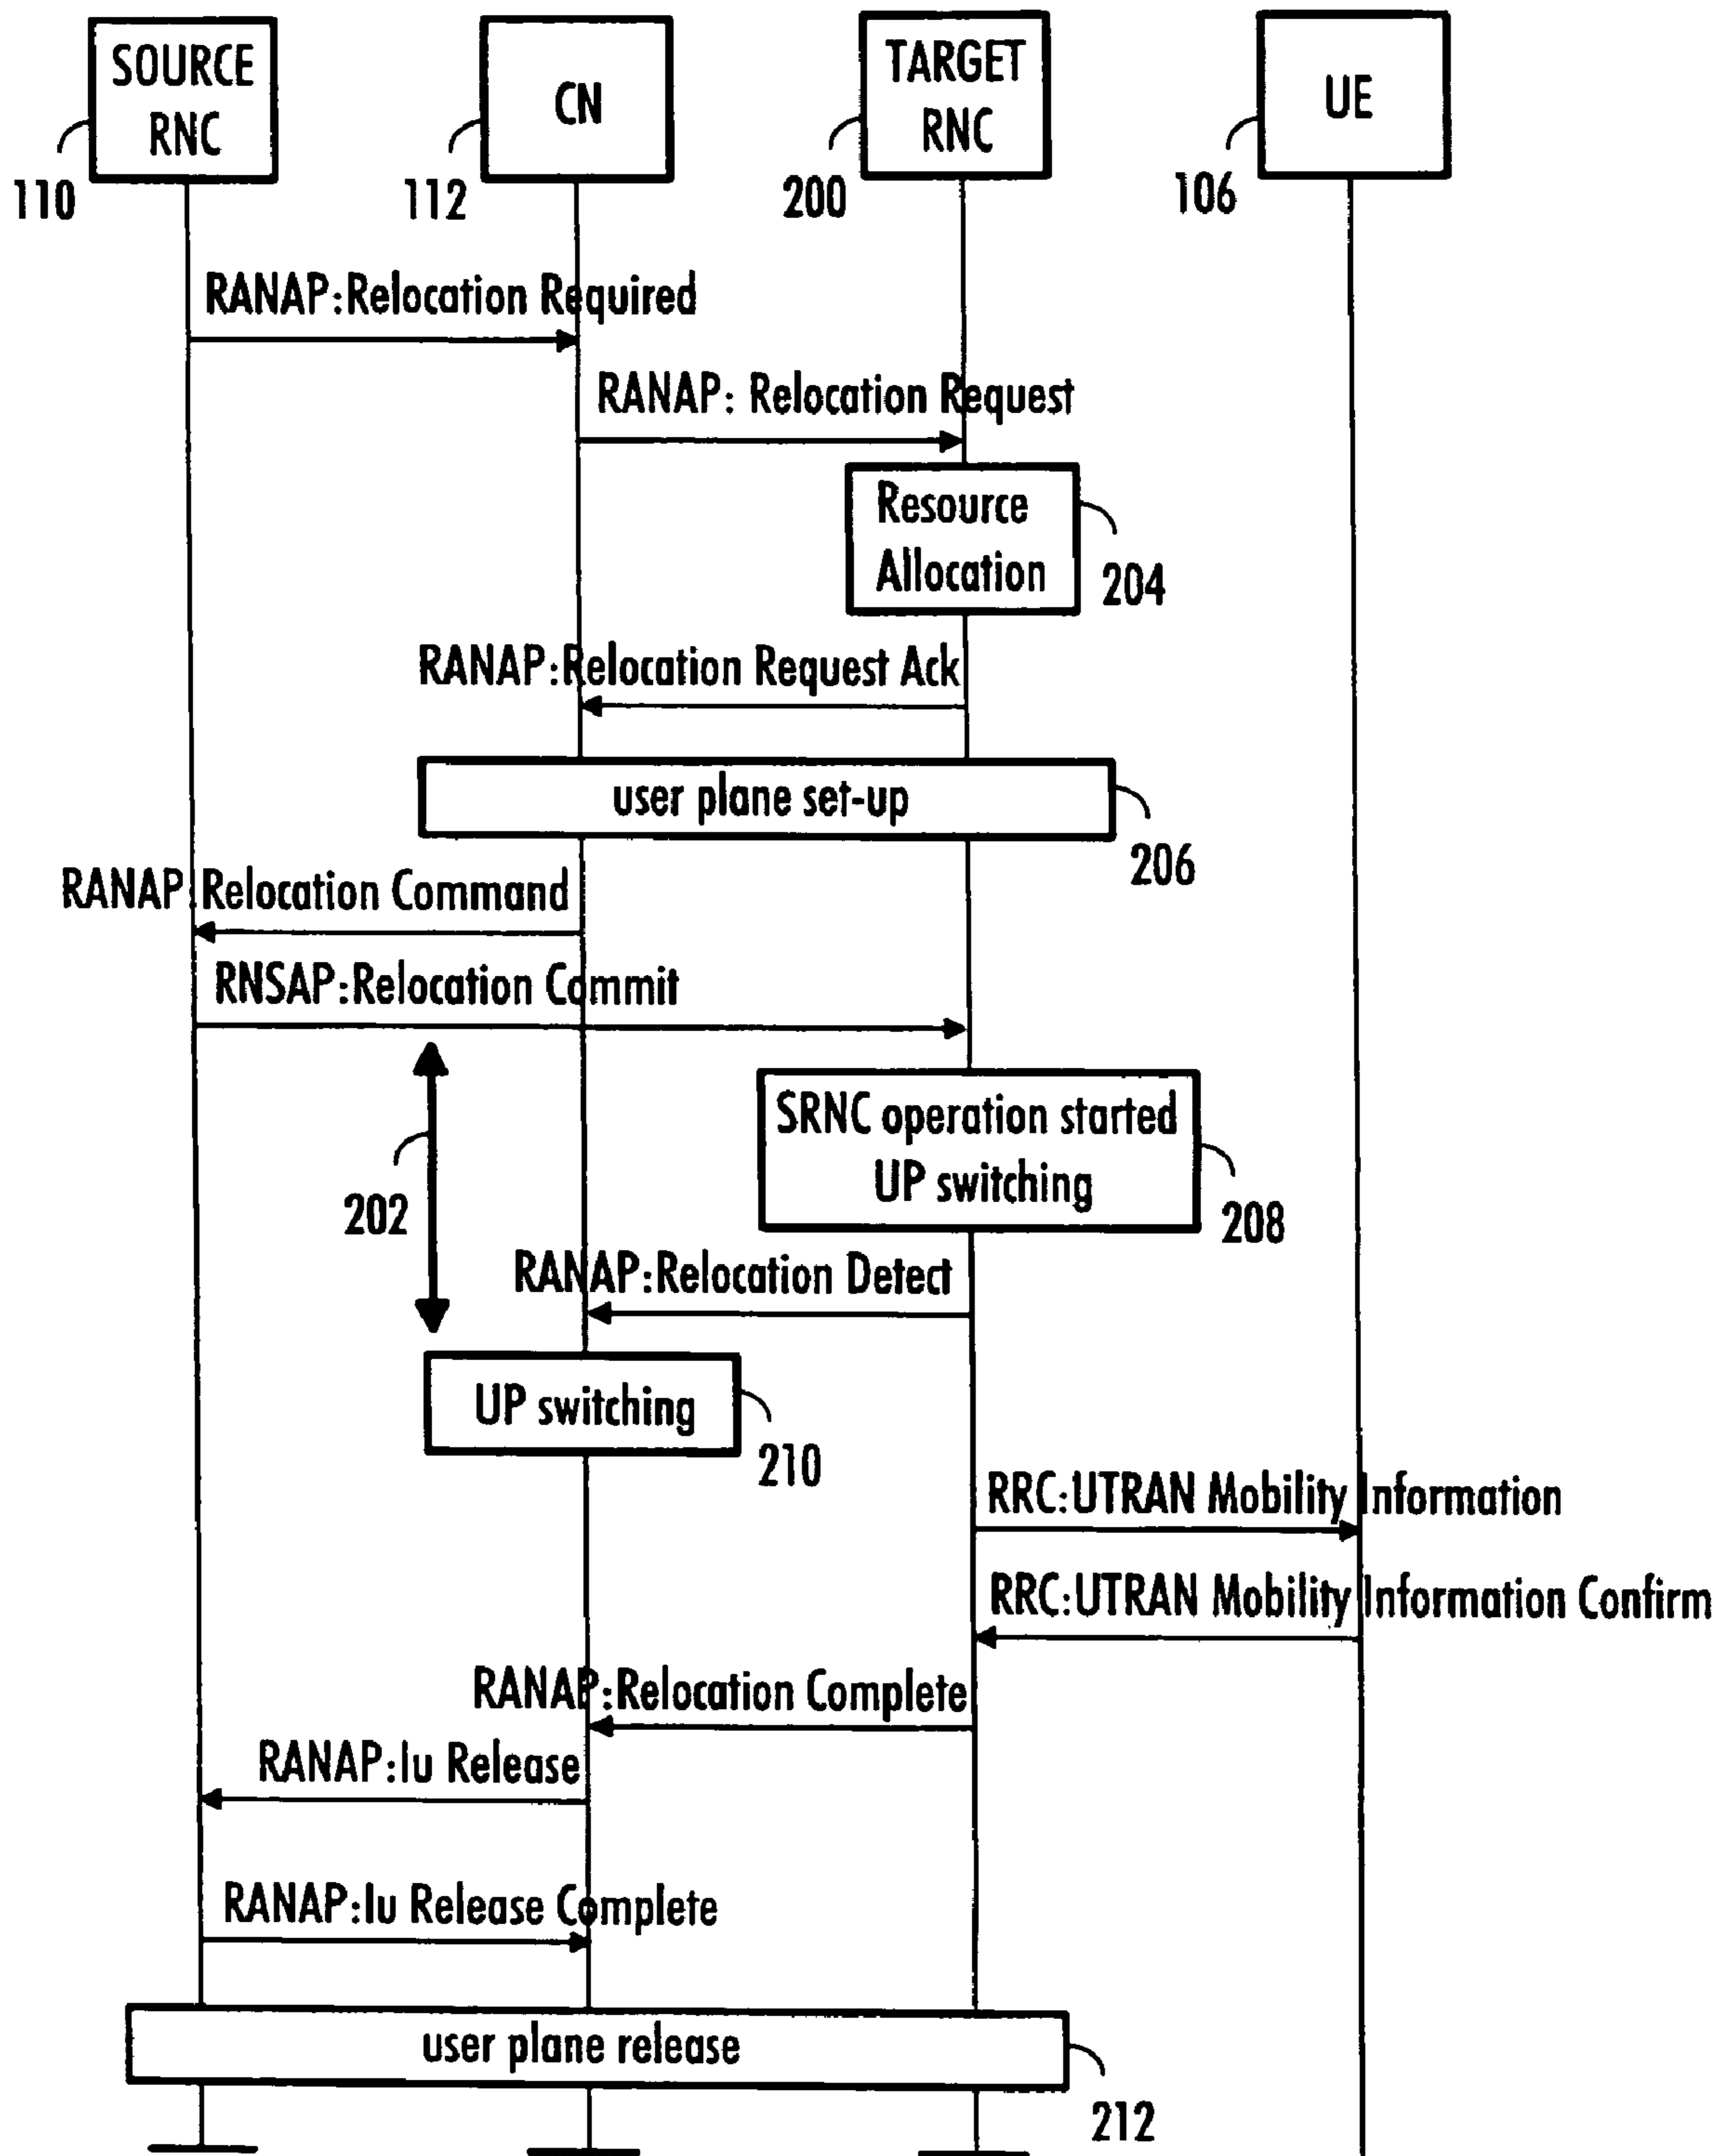 SOURCE
RNC
CN
TARGET
RNC
UE
110
112
200
106
RANAP:Relocation Required
RANAP: Relocation Request
Resource
Allocation
204
RANAP:Relocation Request Ack
user plane set-up
206
RANAP Relocation Command
RNSAP:Relocation Commit
SRNC operation started
UP switching
202
208
RANAP:Relocation Detect
UP switching
210
RRC:UTRAN Mobility Information
RRC:UTRAN Mobility Information Confirm
RANAP:Relocation Complete
RANAP:Iu Release
RANAP:Iu Release Complete
user plane release
212